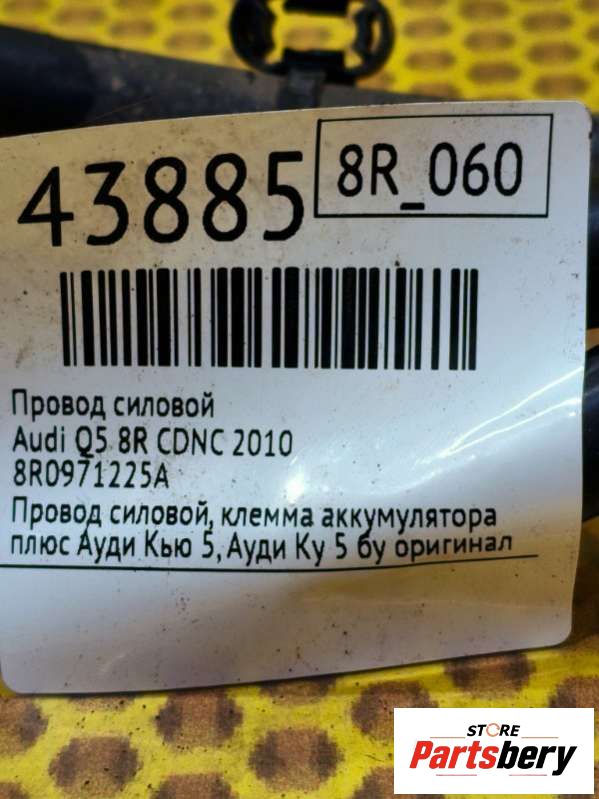 43885
8R_060
Провод силовой
Audi Q5 8R CDNC 2010
8R0971225A
Провод силовой, клемма аккумулятора
плюс Ауди Кью 5, Ауди Ку 5 бу оригинал
STORE
Partsbery